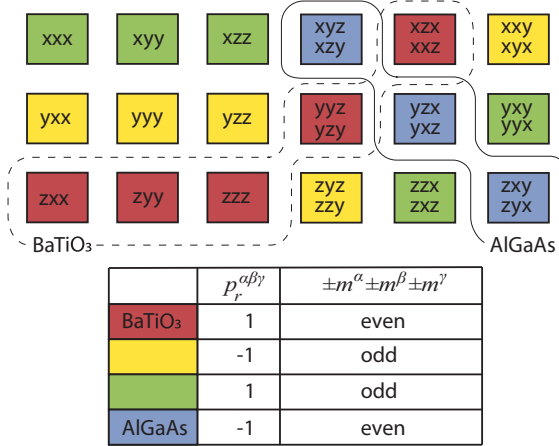 xxx xyy xzz xyz xzx xxy
xzy xxz xyx
yxx yyy yzz yyz yzx yxy
yzy yxz yyx
zxx zyy zzz zyz zzx zxy
zzy zxz zyx
BaTiO₃ AlGaAs
p_r^{αβγ} ±m^α±m^β±m^γ
BaTiO₃ 1 even
-1 odd
1 odd
AlGaAs -1 even